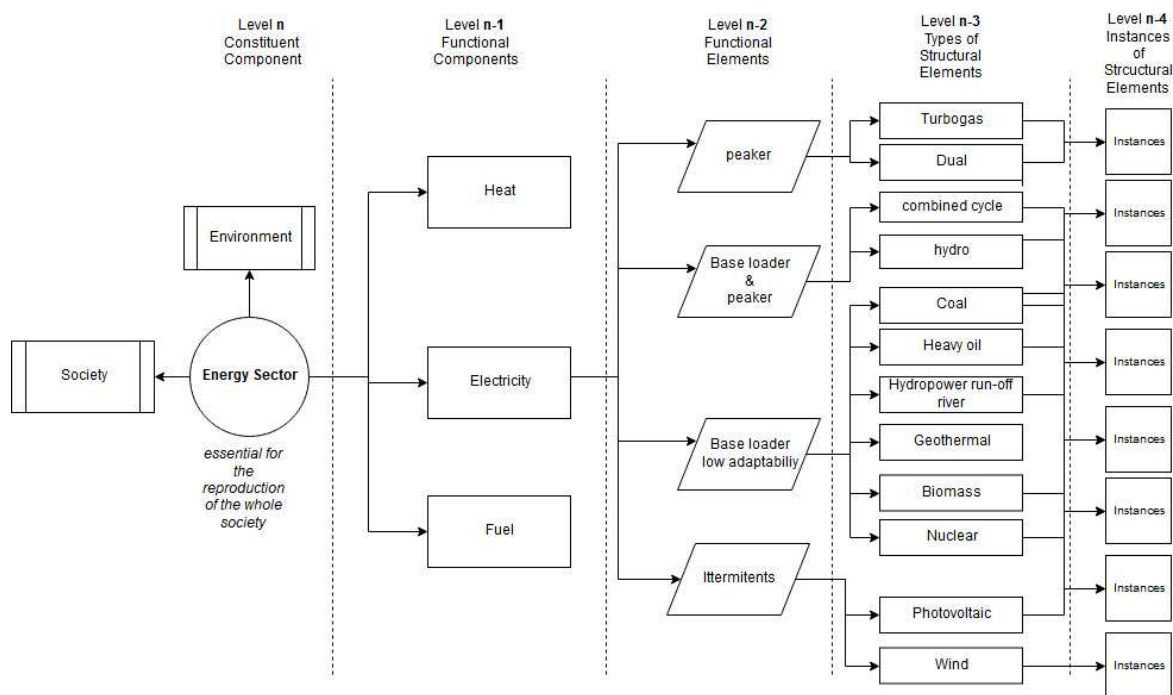 Level n
Constituent
Component
Level n-1
Functional
Components
Level n-2
Functional
Elements
Level n-3
Types of
Structural
Elements
Level n-4
Instances
of
Strcuctural
Elements
Society
Environment
Energy Sector
essential for
the
reproduction
of the whole
society
Heat
Electricity
Fuel
peaker
Base loader
&
peaker
Base loader
low adaptabiliy
Ittermitents
Turbogas
Dual
combined cycle
hydro
Coal
Heavy oil
Hydropower run-off
river
Geothermal
Biomass
Nuclear
Photovoltaic
Wind
Instances
Instances
Instances
Instances
Instances
Instances
Instances
Instances